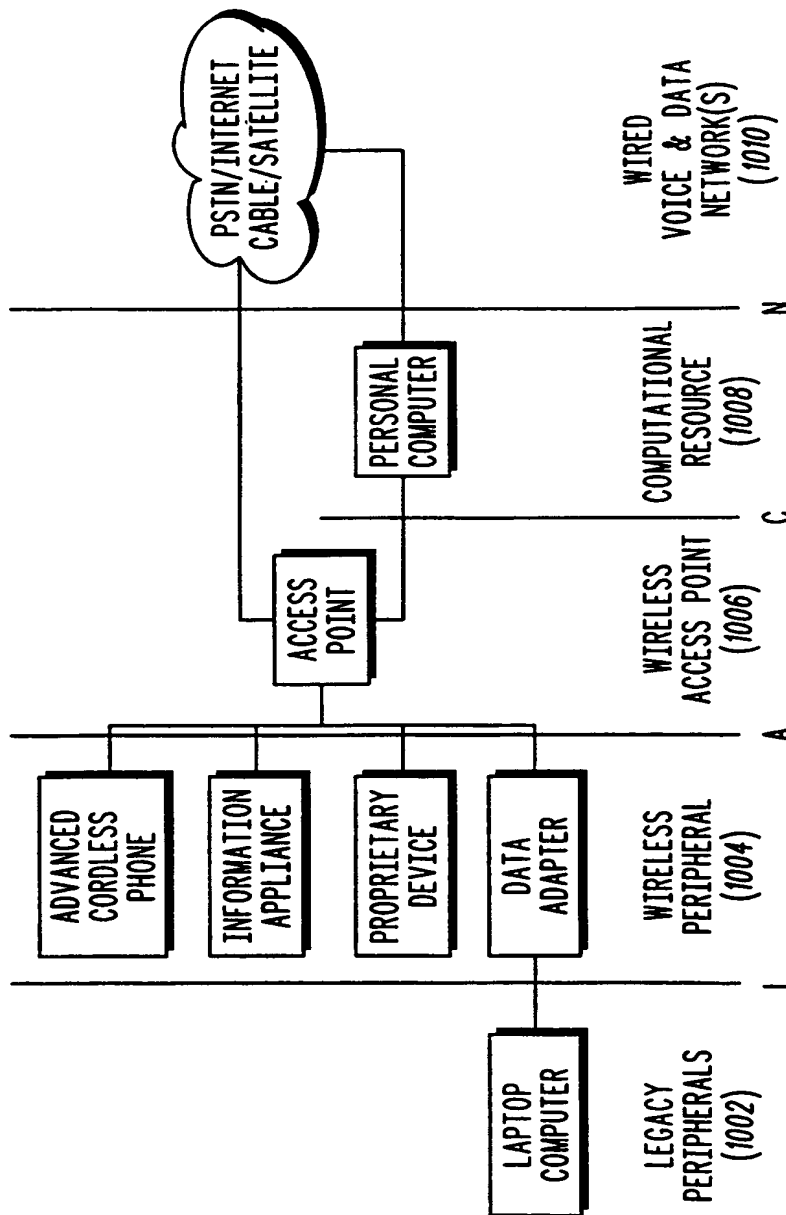 PSTN/INTERNET
CABLE/SATELLITE
ADVANCED
CORDLESS
PHONE
INFORMATION
APPLIANCE
ACCESS
POINT
PROPRIETARY
DEVICE
PERSONAL
COMPUTER
LAPTOP
COMPUTER
DATA
ADAPTER
LEGACY
PERIPHERALS
(1002)
WIRELESS
PERIPHERAL
(1004)
WIRELESS
ACCESS POINT
(1006)
COMPUTATIONAL
RESOURCE
(1008)
WIRED
VOICE & DATA
NETWORK(S)
(1010)
I
A
C
N